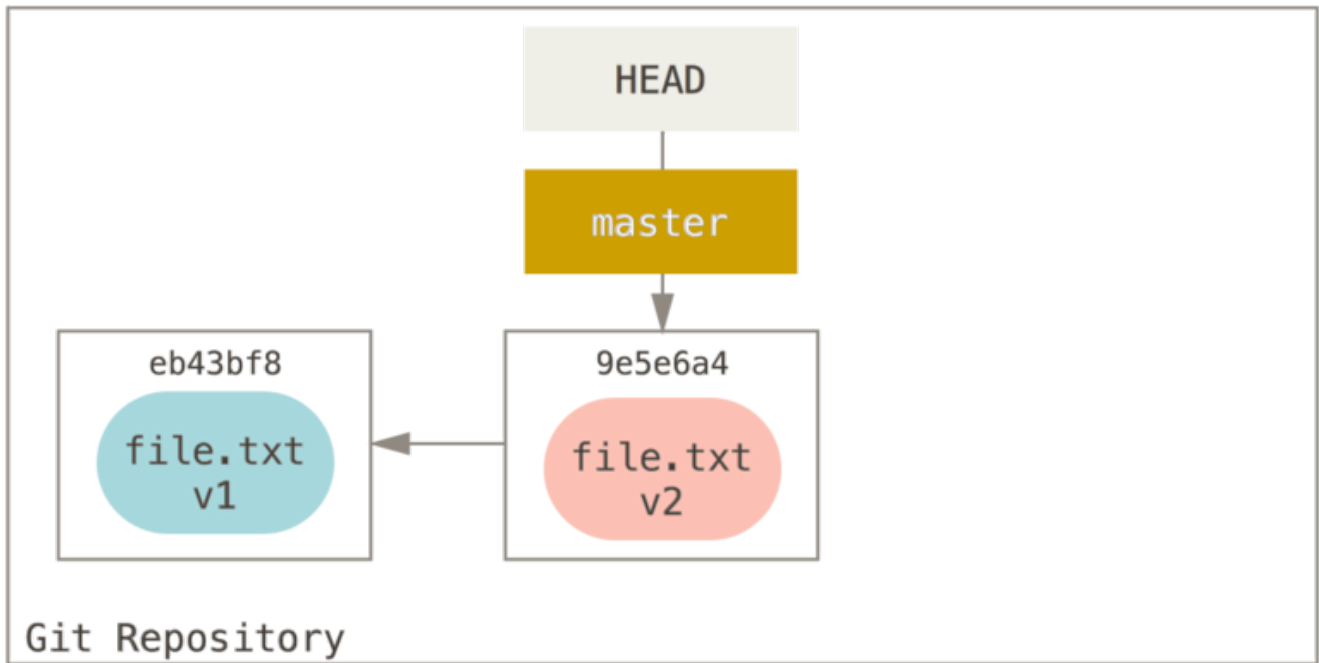 HEAD
master
eb43bf8
file.txt
v1
9e5e6a4
file.txt
v2
Git Repository